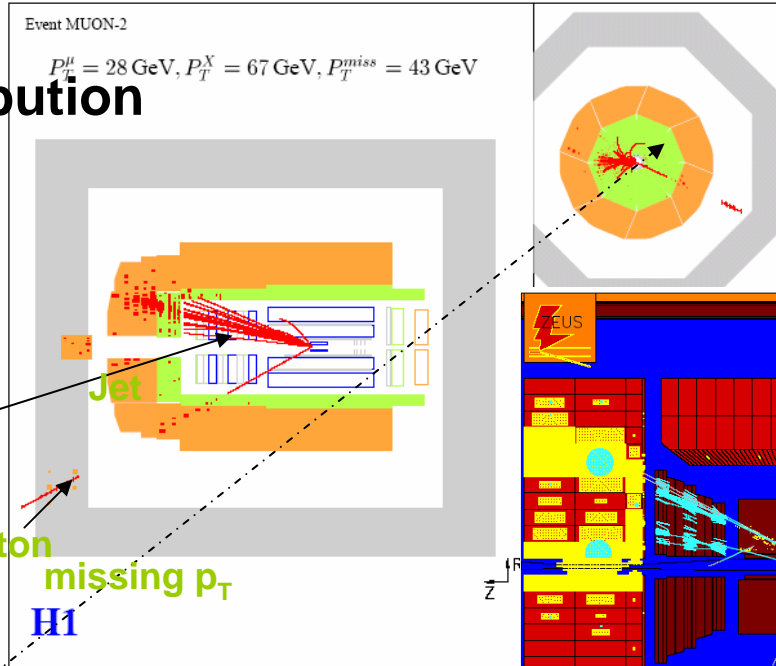 Event MUON-2
P_T^μ = 28 GeV, P_T^X = 67 GeV, P_T^miss = 43 GeV
bution
ZEUS
Jet
ton
missing p_T
R
Z
H1